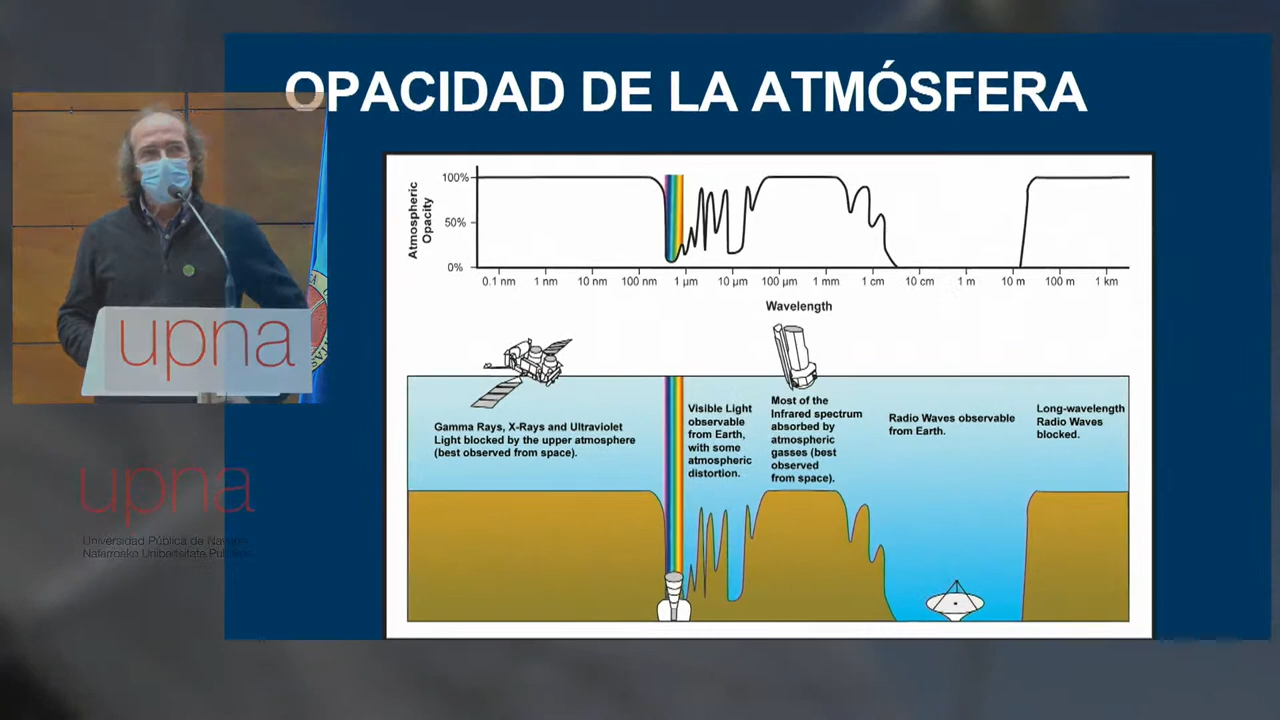 OPACIDAD DE LA ATMÓSFERA
Atmospheric
Opacity
100%
50%
0%
0.1 nm 1 nm 10 nm 100 nm 1 μm 10 μm 100 μm 1 mm 1 cm 10 cm 1 m 10 m 100 m 1 km
Wavelength
Gamma Rays, X-Rays and Ultraviolet
Light blocked by the upper atmosphere
(best observed from space).
Visible Light
observable
from Earth,
with some
atmospheric
distortion.
Most of the
Infrared spectrum
absorbed by
atmospheric
gasses (best
observed
from space).
Radio Waves observable
from Earth.
Long-wavelength
Radio Waves
blocked.
upna
upna
Universidad Pública de Navarra
Nafarroako Unibertsitate Publikoa